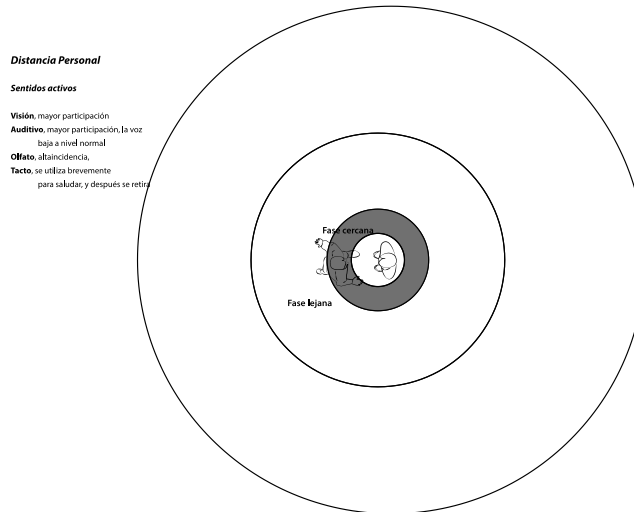 Distancia Personal
Sentidos activos
Visión, mayor participación
Auditivo, mayor participación, la voz
baja a nivel normal
Olfato, altaincidencia,
Tacto, se utiliza brevemente
para saludar, y después se retira
Fase cercana
Fase lejana